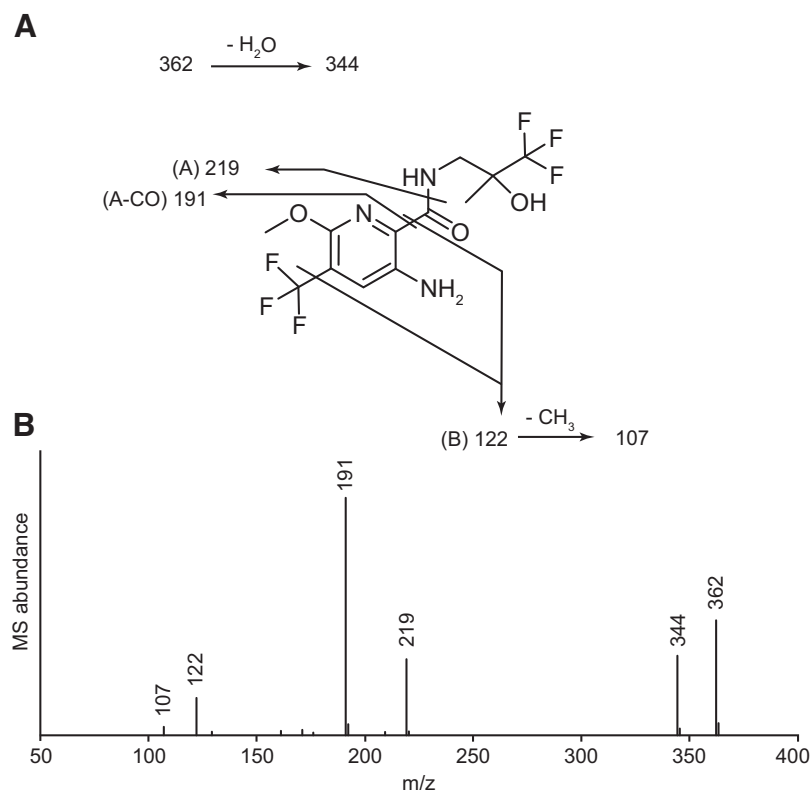 A
- H₂O
362 344
F
F
F
(A) 219
HN
(A-CO) 191
OH
O
N
O
F
NH₂
F
F
- CH₃
(B) 122 107
B
191
362
344
219
122
107
MS abundance
50 100 150 200 250 300 350 400
m/z